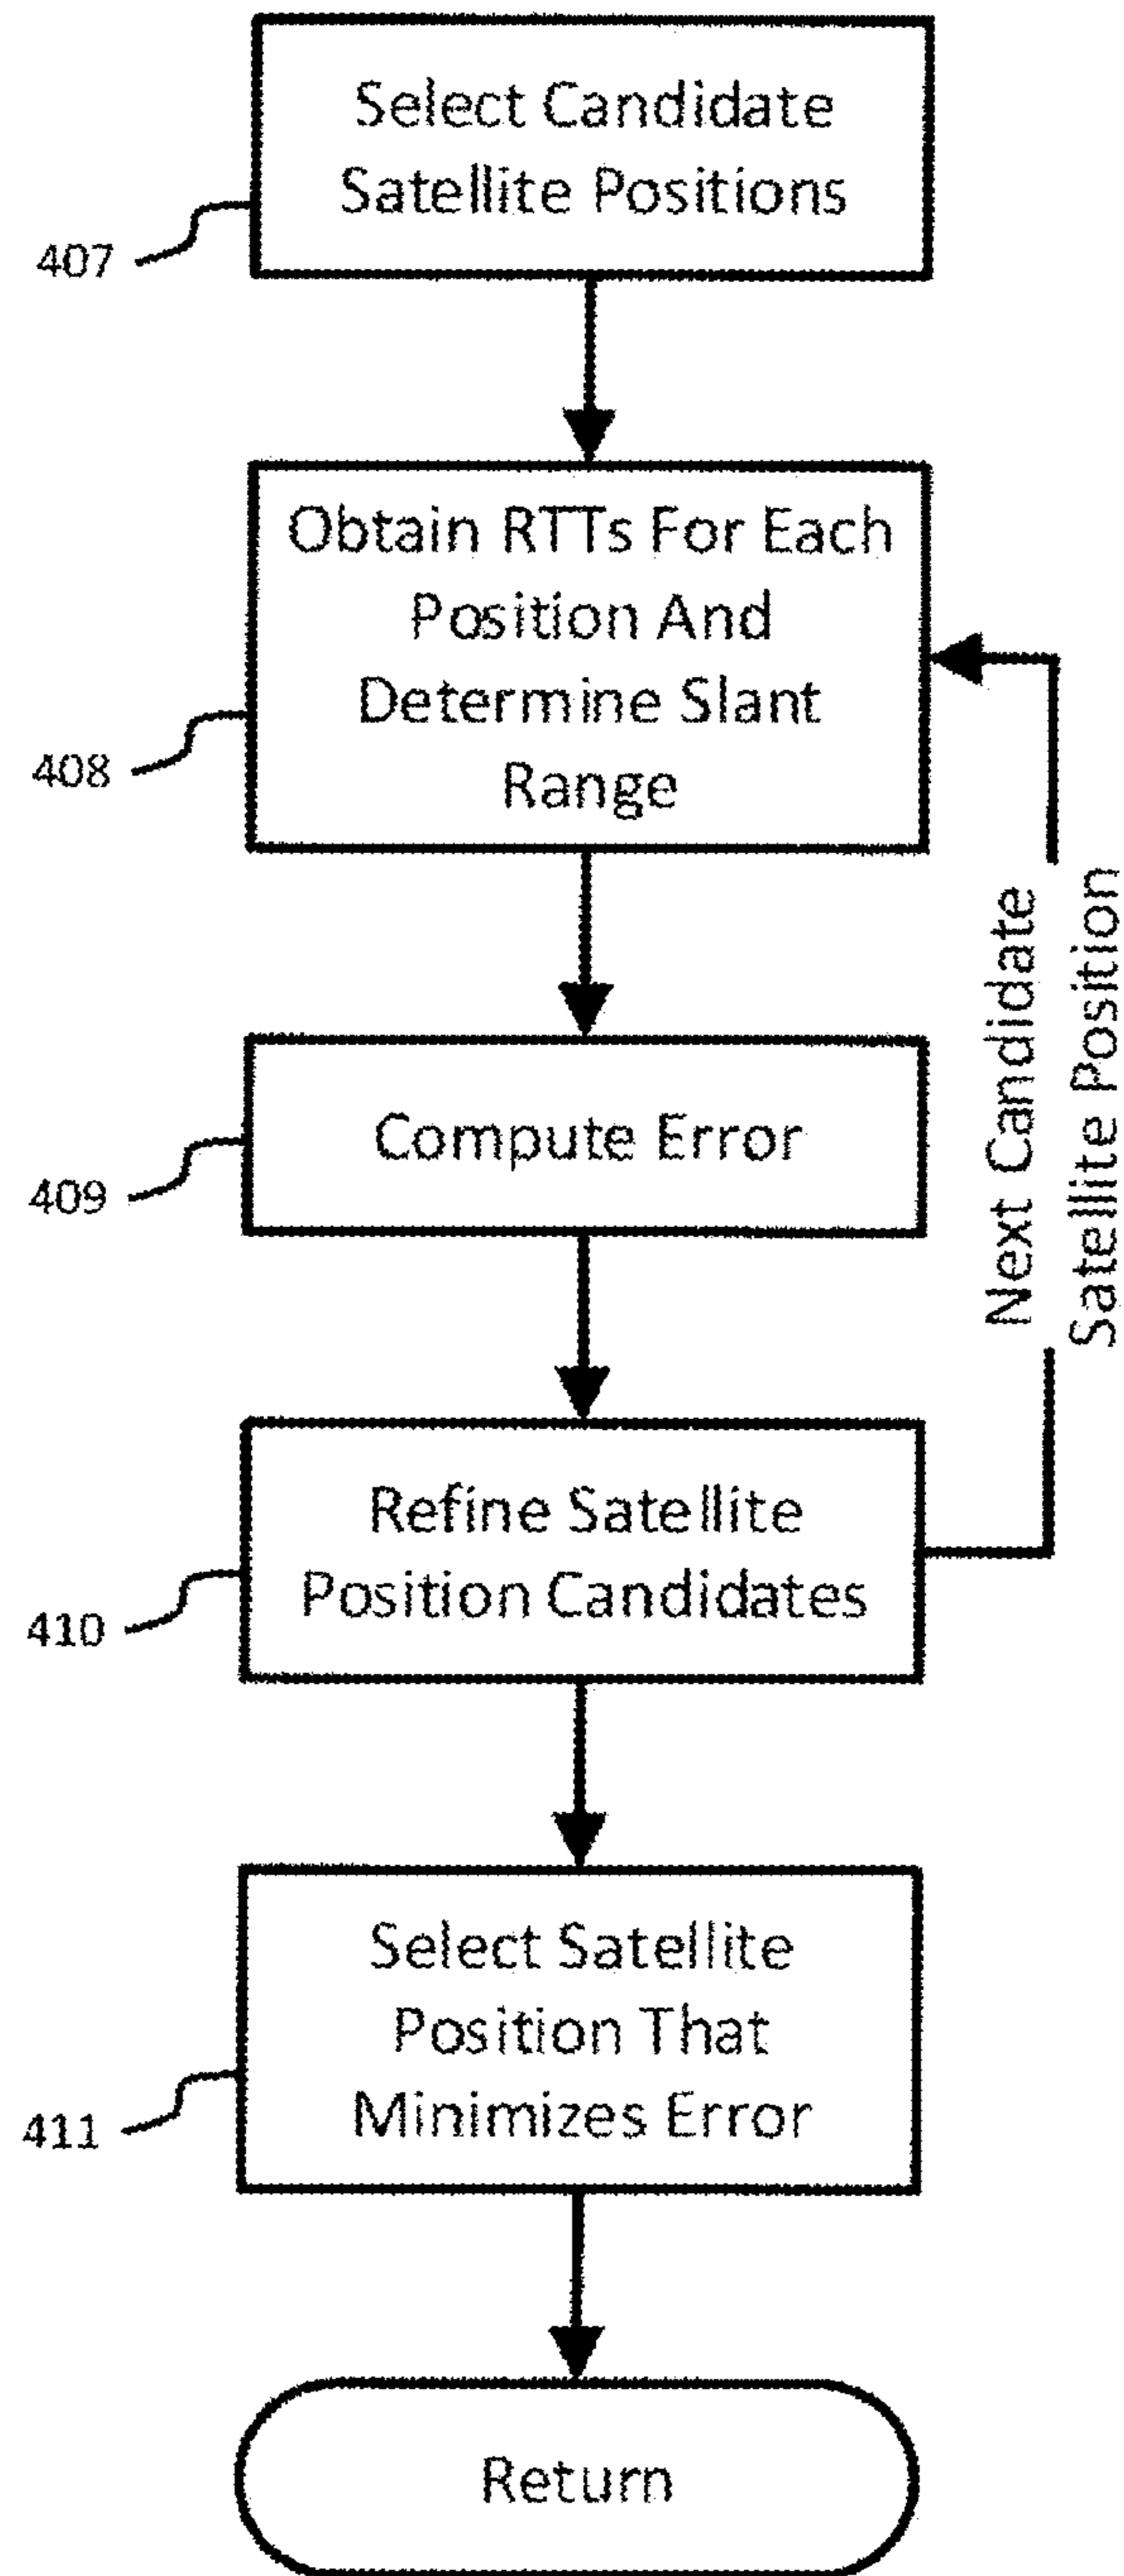 Select Candidate
Satellite Positions
407
Obtain RTTs For Each
Position And
Determine Slant
Range
408
Next Candidate
Satellite Position
Compute Error
409
Refine Satellite
Position Candidates
410
Select Satellite
Position That
Minimizes Error
411
Return